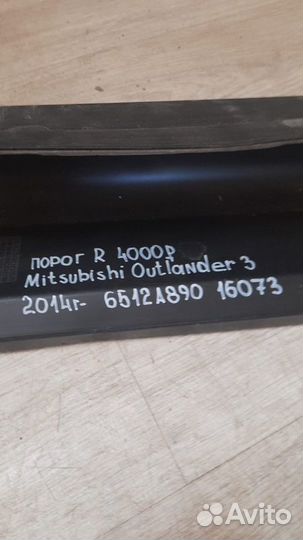 порог R 4000р
Mitsubishi Outlander 3
2014г- 6512A890 16073
Avito